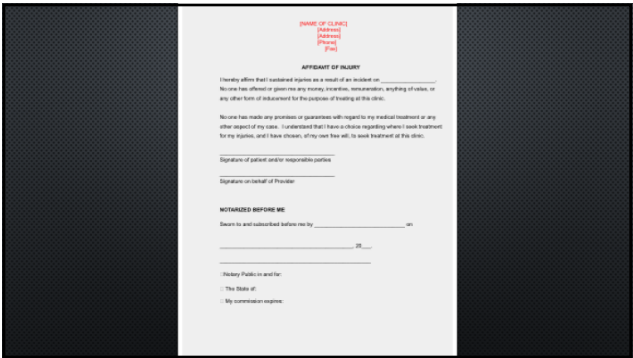 [NAME OF CLINIC]
[Address]
[Address]
[Phone]
[Fax]
AFFIDAVIT OF INJURY
I hereby affirm that I sustained injuries as a result of an incident on ___________________.
No one has offered or given me any money, incentive, remuneration, anything of value, or
any other form of inducement for the purpose of treating at this clinic.
No one has made any promises or guarantees with regard to my medical treatment or any
other aspect of my case. I understand that I have a choice regarding where I seek treatment
for my injuries, and I have chosen, of my own free will, to seek treatment at this clinic.
Signature of patient and/or responsible parties
Signature on behalf of Provider
NOTARIZED BEFORE ME
Sworn to and subscribed before me by ______________________________ on
_____________________________________________, 20___.
□Notary Public in and for:
□ The State of:
□ My commission expires: